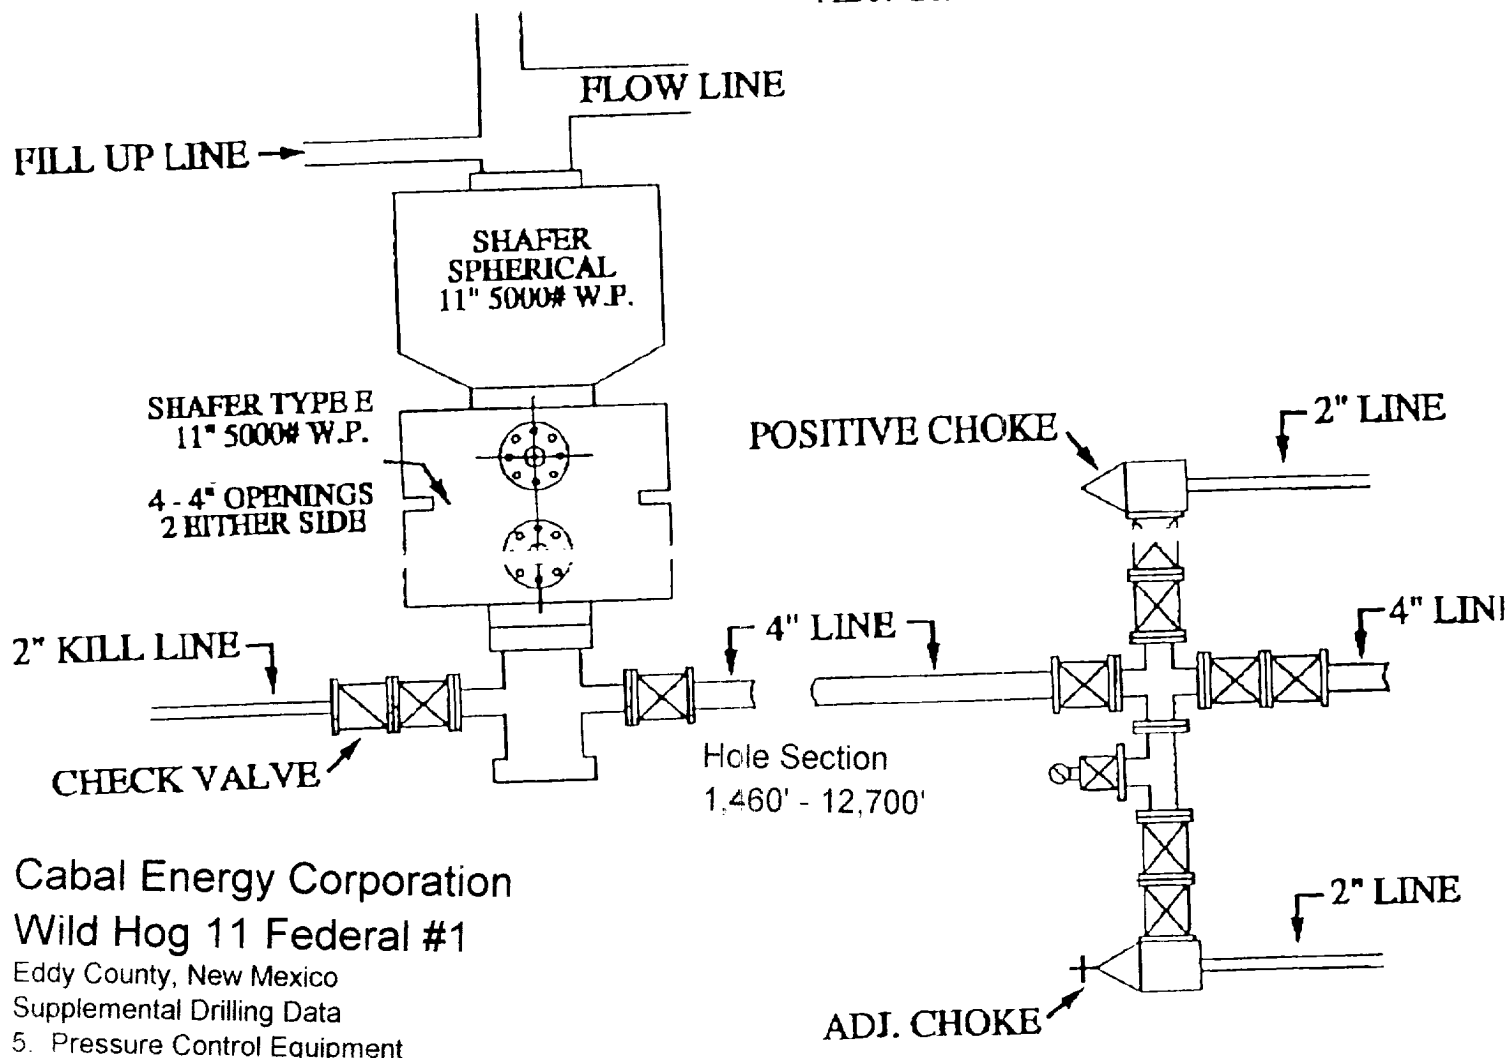 FLOW LINE
FILL UP LINE
SHAFER
SPHERICAL
11" 5000# W.P.
SHAFER TYPE E
11" 5000# W.P.
4 - 4" OPENINGS
2 EITHER SIDE
POSITIVE CHOKE
2" LINE
2" KILL LINE
4" LINE
4" LIN
CHECK VALVE
Hole Section
1,460' - 12,700'
Cabal Energy Corporation
Wild Hog 11 Federal #1
Eddy County, New Mexico
Supplemental Drilling Data
5. Pressure Control Equipment
2" LINE
ADJ. CHOKE